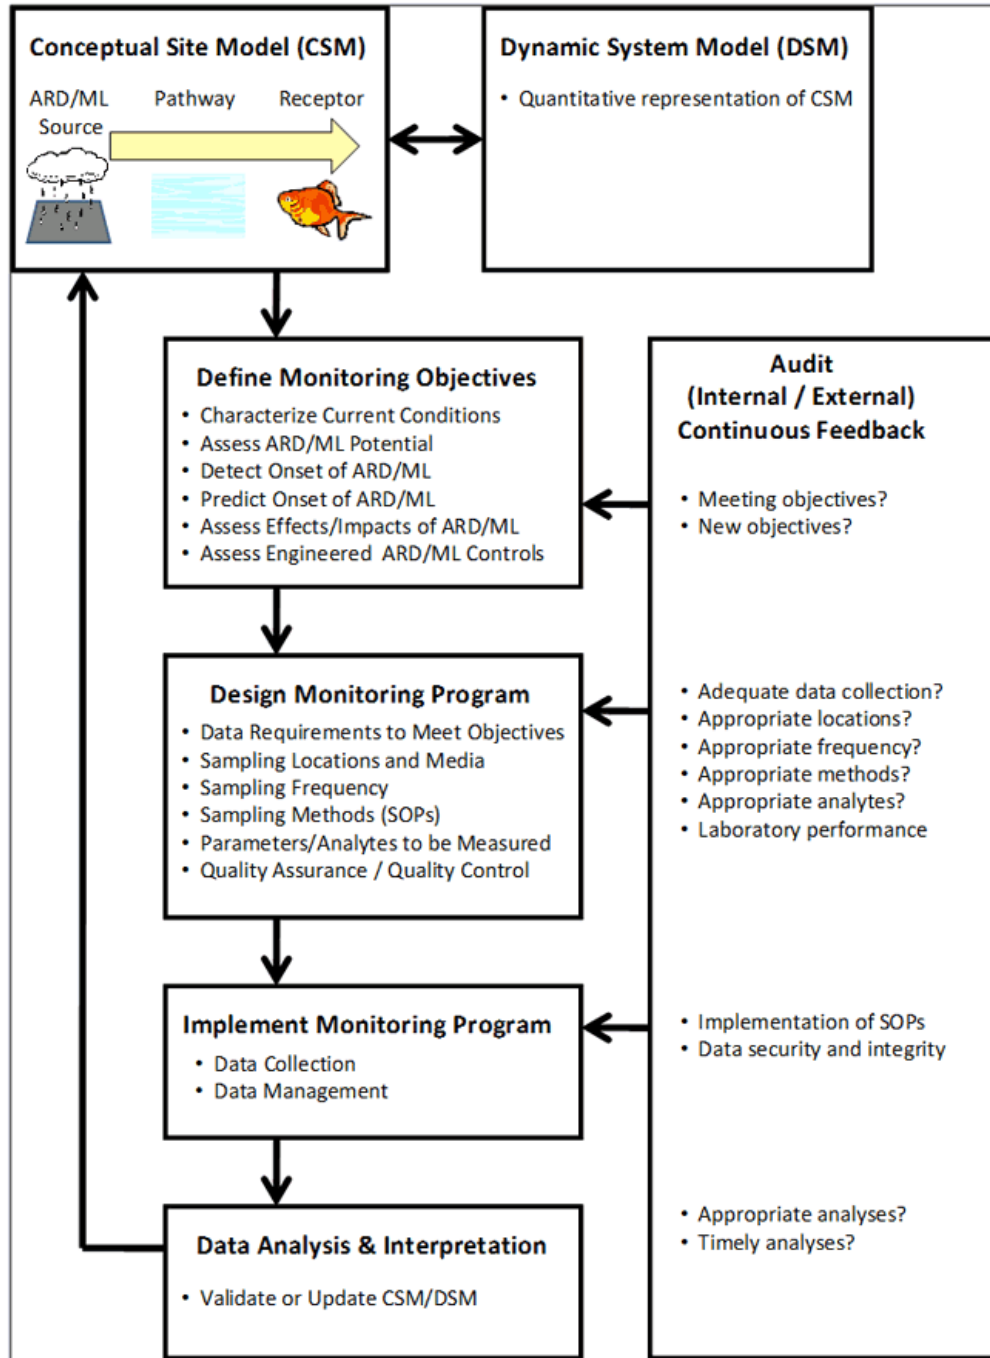 Conceptual Site Model (CSM)
ARD/ML
Source
Pathway
Receptor
Dynamic System Model (DSM)
• Quantitative representation of CSM
Define Monitoring Objectives
• Characterize Current Conditions
• Assess ARD/ML Potential
• Detect Onset of ARD/ML
• Predict Onset of ARD/ML
• Assess Effects/Impacts of ARD/ML
• Assess Engineered ARD/ML Controls
Audit
(Internal / External)
Continuous Feedback
• Meeting objectives?
• New objectives?
Design Monitoring Program
• Data Requirements to Meet Objectives
• Sampling Locations and Media
• Sampling Frequency
• Sampling Methods (SOPs)
• Parameters/Analytes to be Measured
• Quality Assurance / Quality Control
• Adequate data collection?
• Appropriate locations?
• Appropriate frequency?
• Appropriate methods?
• Appropriate analytes?
• Laboratory performance
Implement Monitoring Program
• Data Collection
• Data Management
• Implementation of SOPs
• Data security and integrity
Data Analysis & Interpretation
• Validate or Update CSM/DSM
• Appropriate analyses?
• Timely analyses?